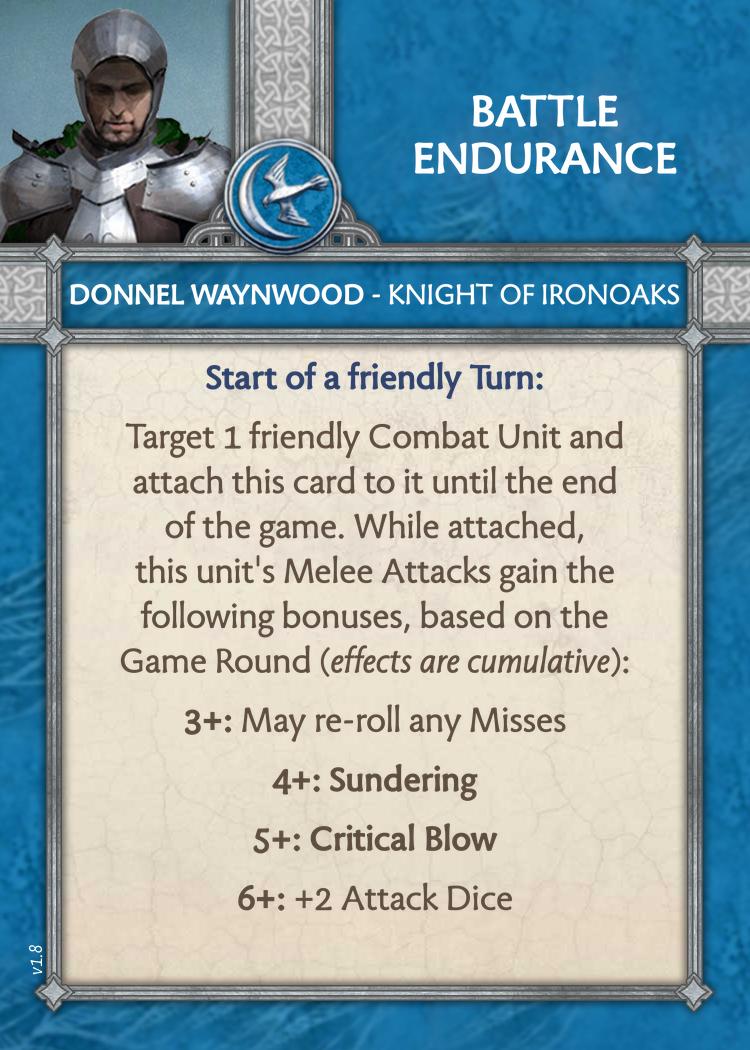 BATTLE
ENDURANCE
DONNEL WAYNWOOD - KNIGHT OF IRONOAKS
Start of a friendly Turn:
Target 1 friendly Combat Unit and
attach this card to it until the end
of the game. While attached,
this unit's Melee Attacks gain the
following bonuses, based on the
Game Round (effects are cumulative):
3+: May re-roll any Misses
4+: Sundering
5+: Critical Blow
6+: +2 Attack Dice
v1.8